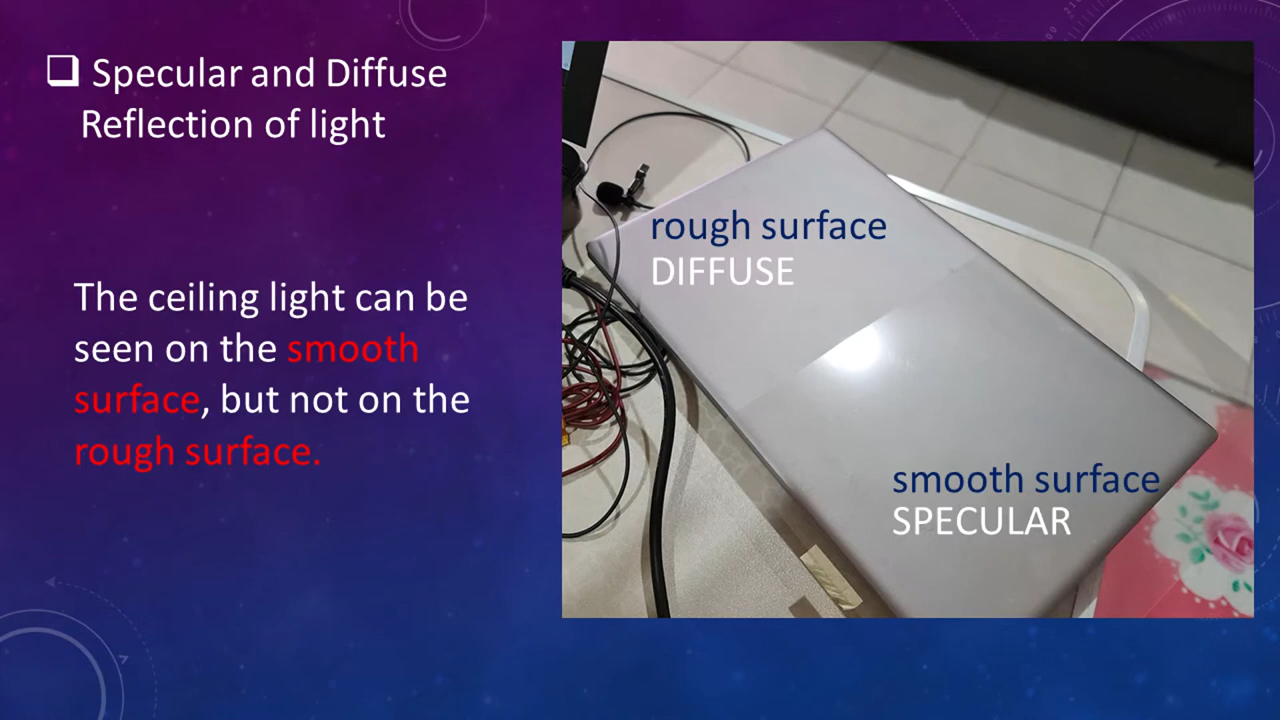 ❑ Specular and Diffuse
Reflection of light
The ceiling light can be
seen on the smooth
surface, but not on the
rough surface.
rough surface
DIFFUSE
smooth surface
SPECULAR